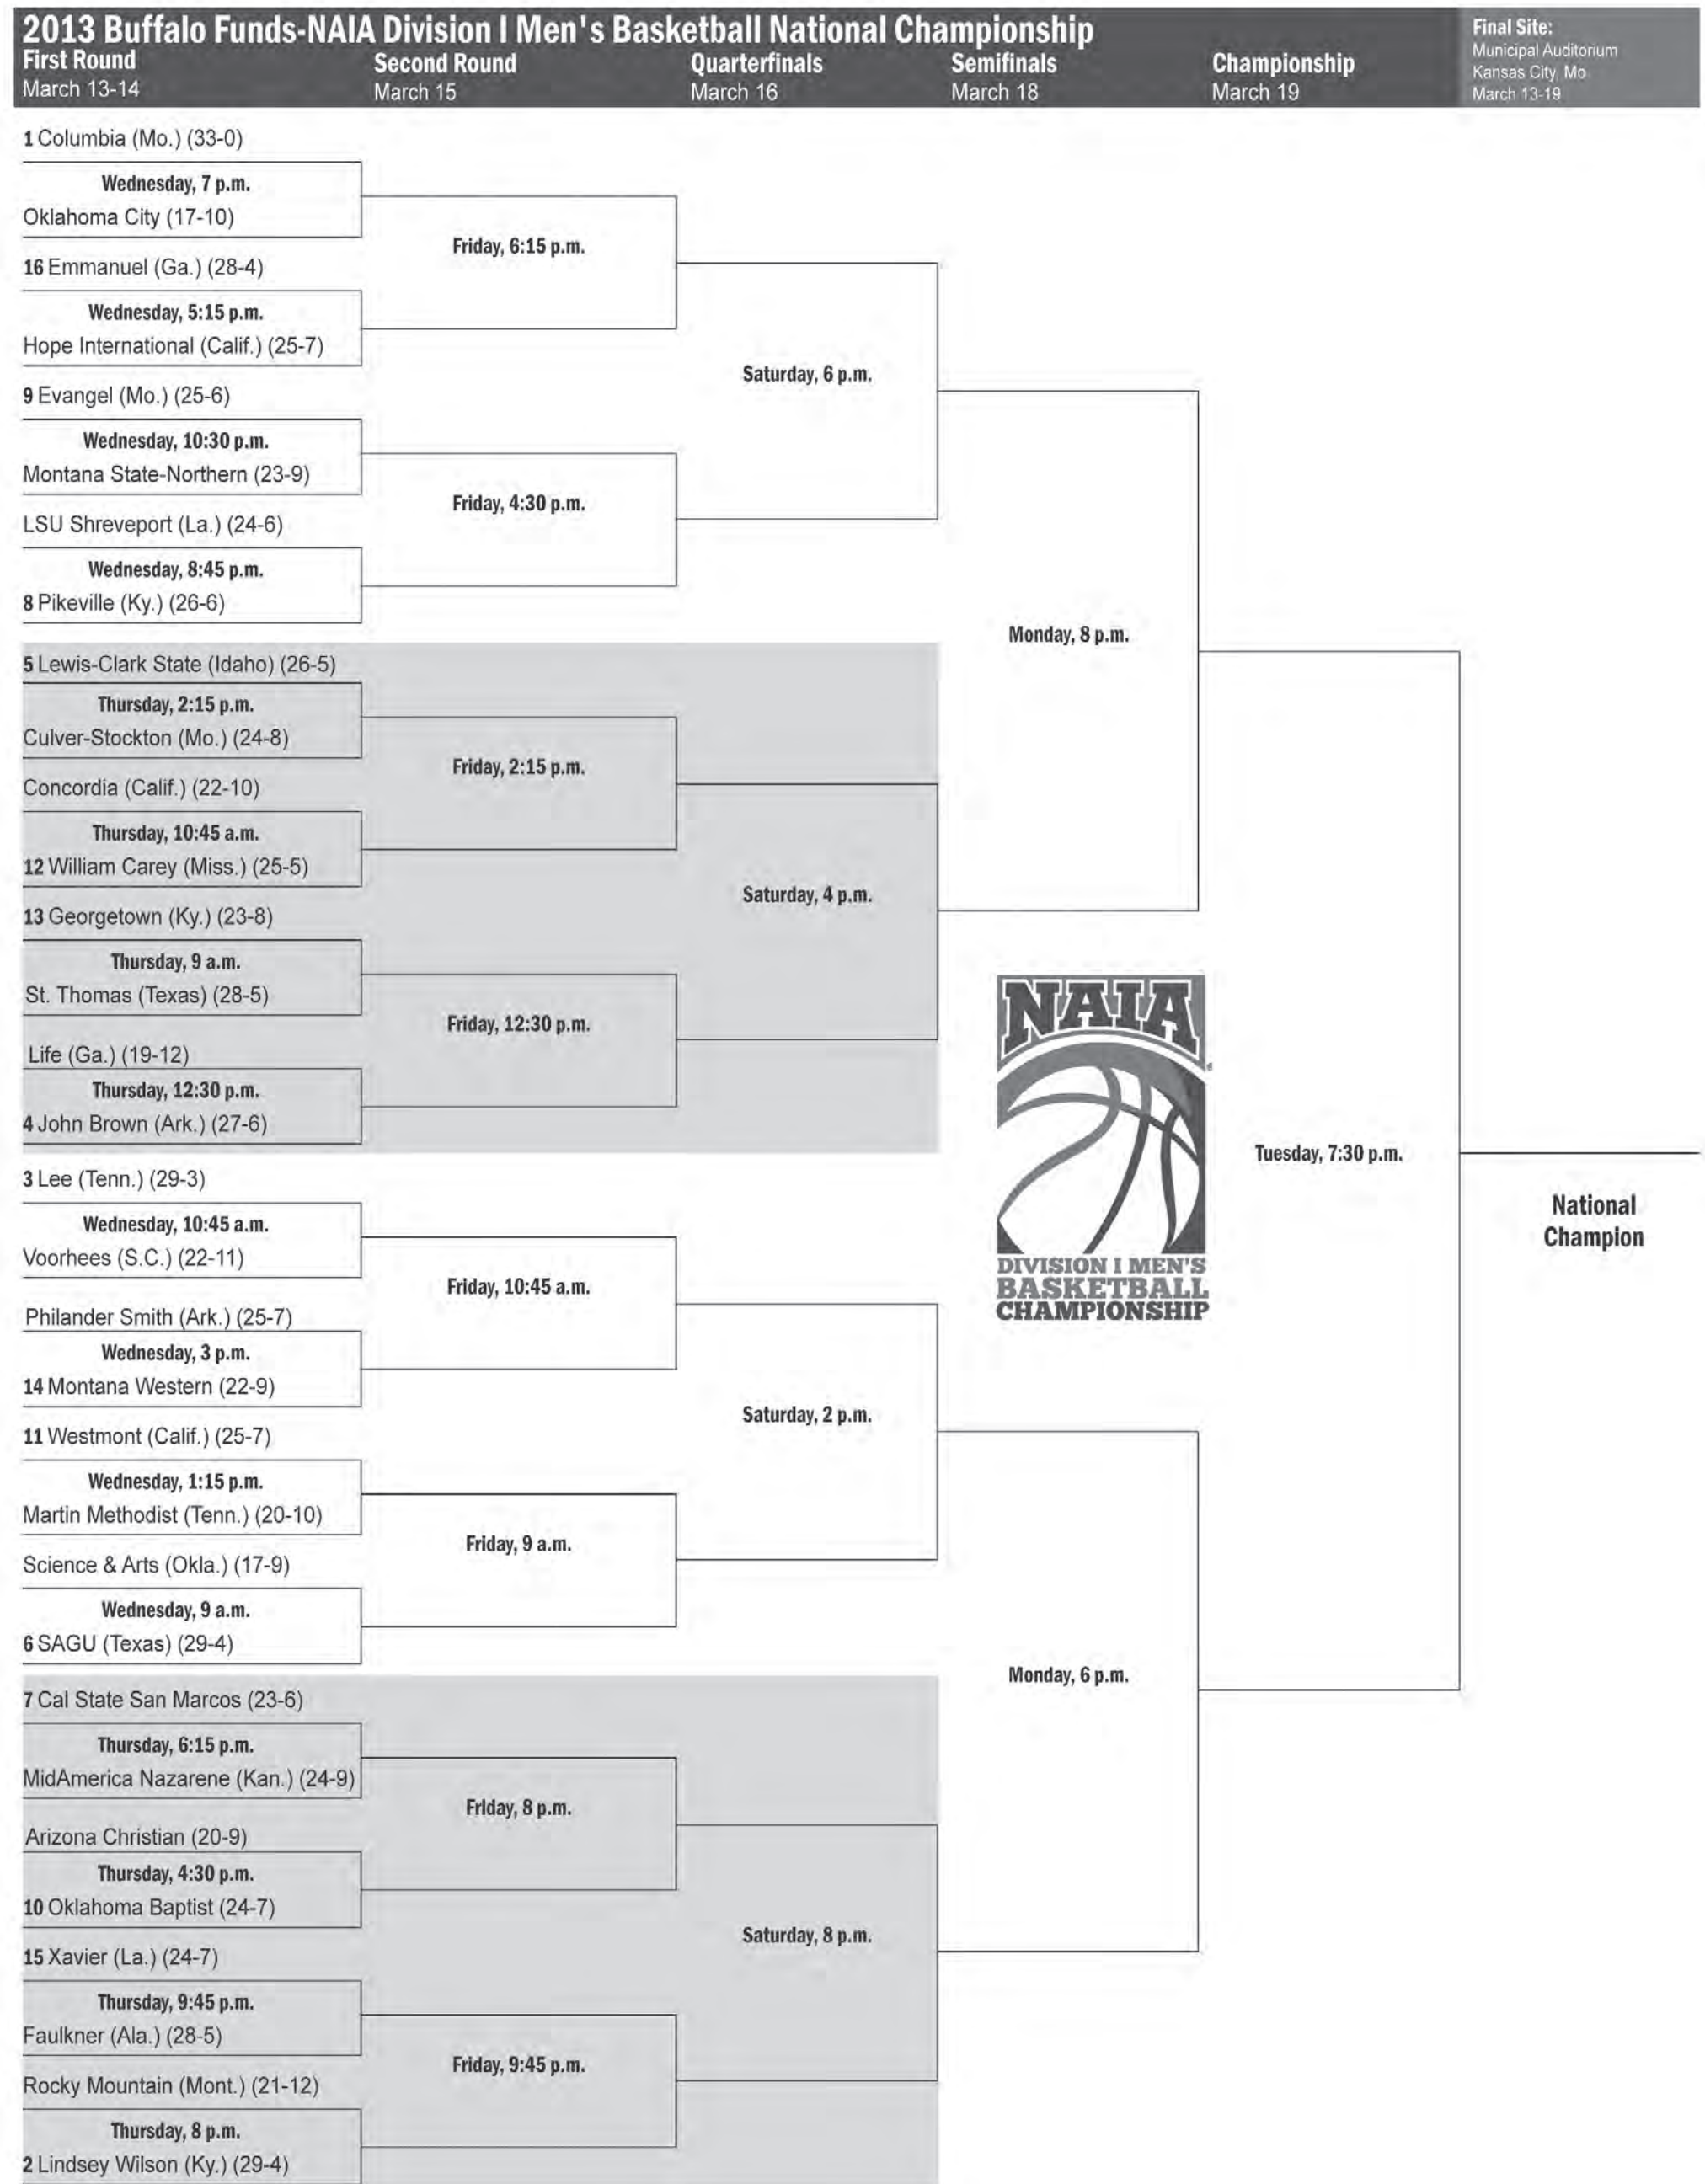 2013 Buffalo Funds-NAIA Division I Men's Basketball National Championship
First Round
March 13-14
Second Round
March 15
Quarterfinals
March 16
Semifinals
March 18
Championship
March 19
Final Site:
Municipal Auditorium
Kansas City, Mo
March 13-19
1 Columbia (Mo.) (33-0)
Wednesday, 7 p.m.
Oklahoma City (17-10)
16 Emmanuel (Ga.) (28-4)
Wednesday, 5:15 p.m.
Hope International (Calif.) (25-7)
9 Evangel (Mo.) (25-6)
Wednesday, 10:30 p.m.
Montana State-Northern (23-9)
LSU Shreveport (La.) (24-6)
Wednesday, 8:45 p.m.
8 Pikeville (Ky.) (26-6)
5 Lewis-Clark State (Idaho) (26-5)
Thursday, 2:15 p.m.
Culver-Stockton (Mo.) (24-8)
Concordia (Calif.) (22-10)
Thursday, 10:45 a.m.
12 William Carey (Miss.) (25-5)
13 Georgetown (Ky.) (23-8)
Thursday, 9 a.m.
St. Thomas (Texas) (28-5)
Life (Ga.) (19-12)
Thursday, 12:30 p.m.
4 John Brown (Ark.) (27-6)
3 Lee (Tenn.) (29-3)
Wednesday, 10:45 a.m.
Voorhees (S.C.) (22-11)
Philander Smith (Ark.) (25-7)
Wednesday, 3 p.m.
14 Montana Western (22-9)
11 Westmont (Calif.) (25-7)
Wednesday, 1:15 p.m.
Martin Methodist (Tenn.) (20-10)
Science & Arts (Okla.) (17-9)
Wednesday, 9 a.m.
6 SAGU (Texas) (29-4)
7 Cal State San Marcos (23-6)
Thursday, 6:15 p.m.
MidAmerica Nazarene (Kan.) (24-9)
Arizona Christian (20-9)
Thursday, 4:30 p.m.
10 Oklahoma Baptist (24-7)
15 Xavier (La.) (24-7)
Thursday, 9:45 p.m.
Faulkner (Ala.) (28-5)
Rocky Mountain (Mont.) (21-12)
Thursday, 8 p.m.
2 Lindsey Wilson (Ky.) (29-4)
Friday, 6:15 p.m.
Friday, 4:30 p.m.
Friday, 2:15 p.m.
Friday, 12:30 p.m.
Friday, 10:45 a.m.
Friday, 9 a.m.
Friday, 8 p.m.
Friday, 9:45 p.m.
Saturday, 6 p.m.
Saturday, 4 p.m.
Saturday, 2 p.m.
Saturday, 8 p.m.
Monday, 8 p.m.
Monday, 6 p.m.
NAIA
DIVISION I MEN'S
BASKETBALL
CHAMPIONSHIP
Tuesday, 7:30 p.m.
National
Champion